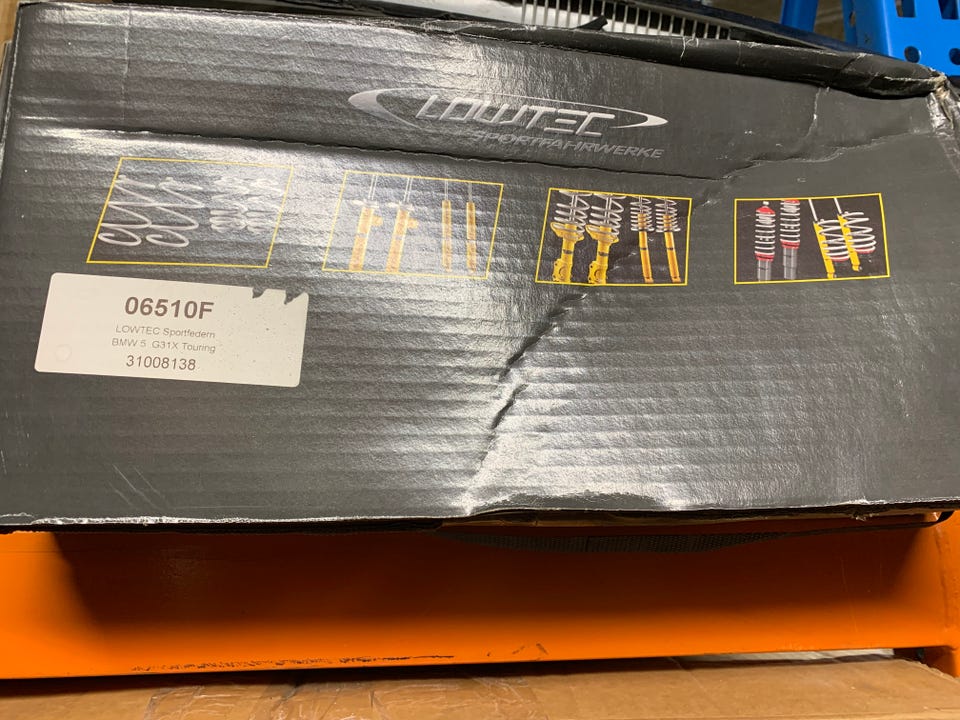 LOWTEC
SPORTFAHRWERKE
06510F
LOWTEC Sportfedern
BMW 5 G31X Touring
31008138